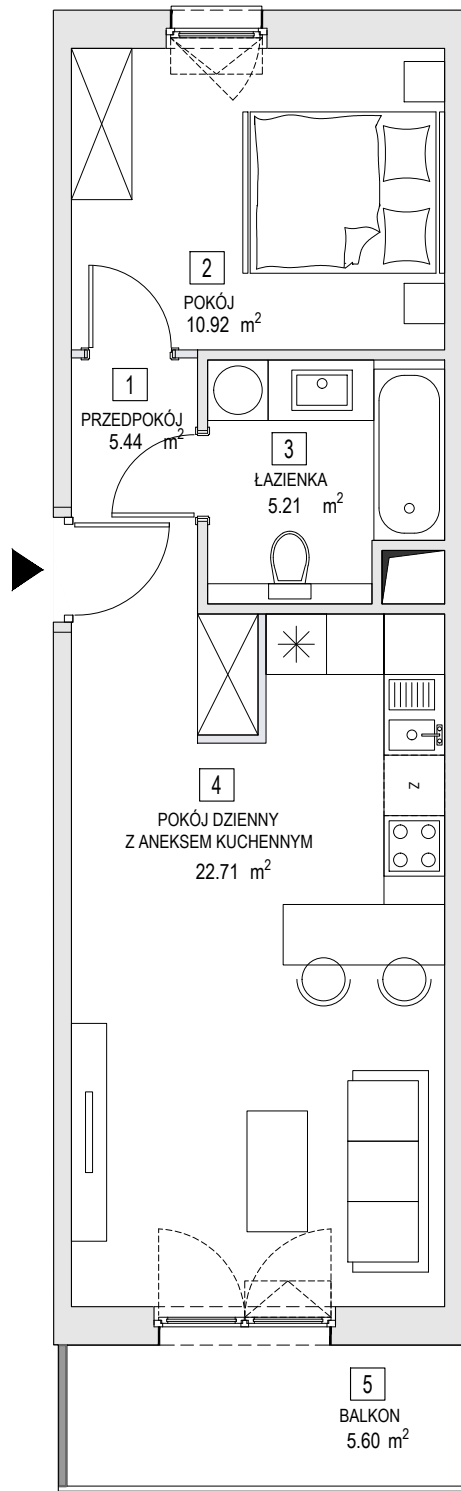 2
POKÓJ
10.92 m²
1
PRZEDPOKÓJ
5.44 m²
3
ŁAZIENKA
5.21 m²
4
POKÓJ DZIENNY
Z ANEKSEM KUCHENNYM
22.71 m²
Z
5
BALKON
5.60 m²